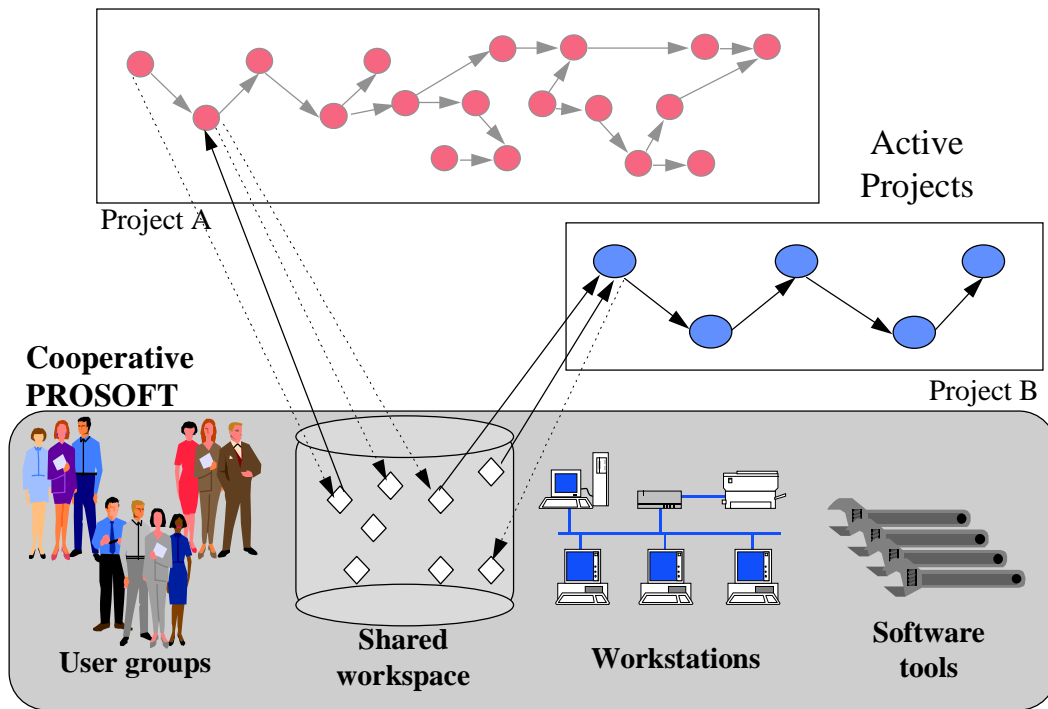 Active
Projects
Project A
Project B
Cooperative
PROSOFT
User groups
Shared
workspace
Workstations
Software
tools